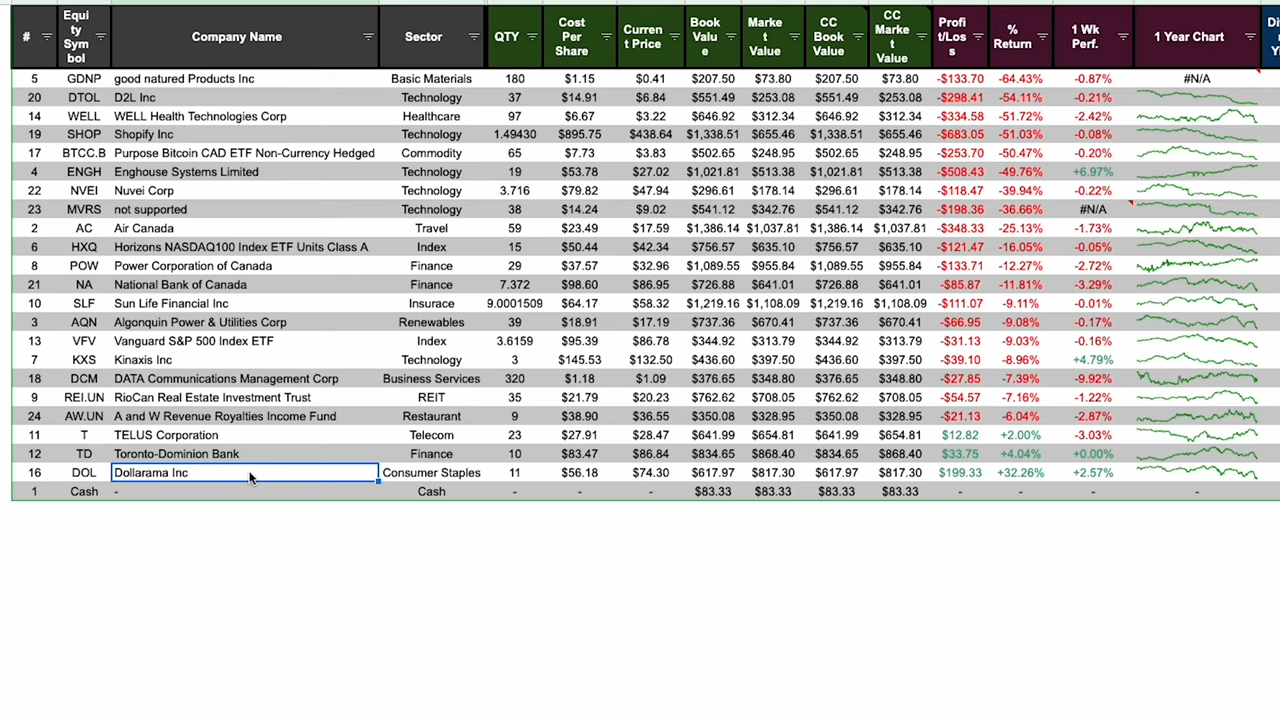 # Equi ty Sym bol Company Name Sector QTY Cost Per Share Curren t Price Book Valu e Marke t Value CC Book Value CC Marke t Value Profi t/Los s % Return 1 Wk Perf. 1 Year Chart
5 GDNP good natured Products Inc Basic Materials 180 $1.15 $0.41 $207.50 $73.80 $207.50 $73.80 -$133.70 -64.43% -0.87% #N/A
20 DTOL D2L Inc Technology 37 $14.91 $6.84 $551.49 $253.08 $551.49 $253.08 -$298.41 -54.11% -0.21%
14 WELL WELL Health Technologies Corp Healthcare 97 $6.67 $3.22 $646.92 $312.34 $646.92 $312.34 -$334.58 -51.72% -2.42%
19 SHOP Shopify Inc Technology 1.49430 $895.75 $438.64 $1,338.51 $655.46 $1,338.51 $655.46 -$683.05 -51.03% -0.08%
17 BTCC.B Purpose Bitcoin CAD ETF Non-Currency Hedged Commodity 65 $7.73 $3.83 $502.65 $248.95 $502.65 $248.95 -$253.70 -50.47% -0.20%
4 ENGH Enghouse Systems Limited Technology 19 $53.78 $27.02 $1,021.81 $513.38 $1,021.81 $513.38 -$508.43 -49.76% +6.97%
22 NVEI Nuvei Corp Technology 3.716 $79.82 $47.94 $296.61 $178.14 $296.61 $178.14 -$118.47 -39.94% -0.22%
23 MVRS not supported Technology 38 $14.24 $9.02 $541.12 $342.76 $541.12 $342.76 -$198.36 -36.66% #N/A
2 AC Air Canada Travel 59 $23.49 $17.59 $1,386.14 $1,037.81 $1,386.14 $1,037.81 -$348.33 -25.13% -1.73%
6 HXQ Horizons NASDAQ100 Index ETF Units Class A Index 15 $50.44 $42.34 $756.57 $635.10 $756.57 $635.10 -$121.47 -16.05% -0.05%
8 POW Power Corporation of Canada Finance 29 $37.57 $32.96 $1,089.55 $955.84 $1,089.55 $955.84 -$133.71 -12.27% -2.72%
21 NA National Bank of Canada Finance 7.372 $98.60 $86.95 $726.88 $641.01 $726.88 $641.01 -$85.87 -11.81% -3.29%
10 SLF Sun Life Financial Inc Insurace 9.0001509 $64.17 $58.32 $1,219.16 $1,108.09 $1,219.16 $1,108.09 -$111.07 -9.11% -0.01%
3 AQN Algonquin Power & Utilities Corp Renewables 39 $18.91 $17.19 $737.36 $670.41 $737.36 $670.41 -$66.95 -9.08% -0.17%
13 VFV Vanguard S&P 500 Index ETF Index 3.6159 $95.39 $86.78 $344.92 $313.79 $344.92 $313.79 -$31.13 -9.03% -0.16%
7 KXS Kinaxis Inc Technology 3 $145.53 $132.50 $436.60 $397.50 $436.60 $397.50 -$39.10 -8.96% +4.79%
18 DCM DATA Communications Management Corp Business Services 320 $1.18 $1.09 $376.65 $348.80 $376.65 $348.80 -$27.85 -7.39% -9.92%
9 REI.UN RioCan Real Estate Investment Trust REIT 35 $21.79 $20.23 $762.62 $708.05 $762.62 $708.05 -$54.57 -7.16% -1.22%
24 AW.UN A and W Revenue Royalties Income Fund Restaurant 9 $38.90 $36.55 $350.08 $328.95 $350.08 $328.95 -$21.13 -6.04% -2.87%
11 T TELUS Corporation Telecom 23 $27.91 $28.47 $641.99 $654.81 $641.99 $654.81 $12.82 +2.00% -3.03%
12 TD Toronto-Dominion Bank Finance 10 $83.47 $86.84 $834.65 $868.40 $834.65 $868.40 $33.75 +4.04% +0.00%
16 DOL Dollarama Inc Consumer Staples 11 $56.18 $74.30 $617.97 $817.30 $617.97 $817.30 $199.33 +32.26% +2.57%
1 Cash - Cash - - - $83.33 $83.33 $83.33 $83.33 - - - -